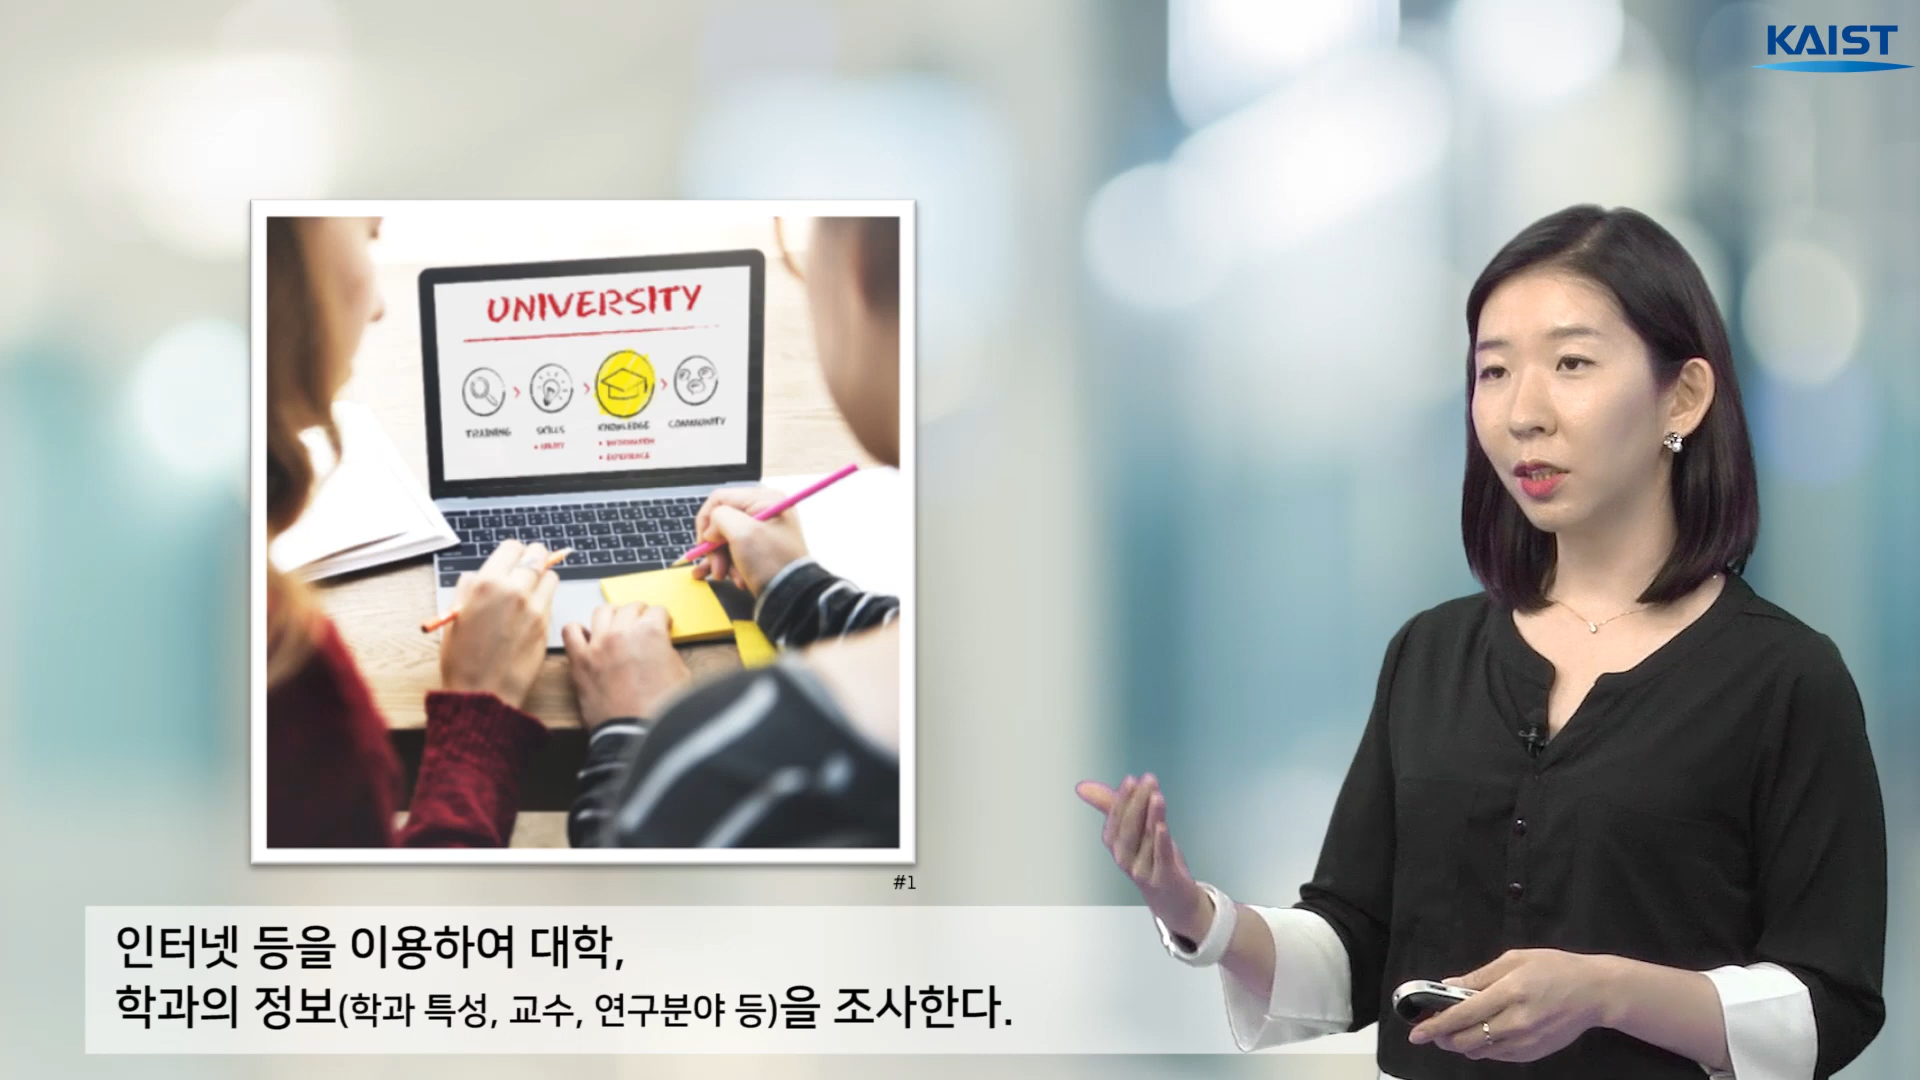 KAIST
UNIVERSITY
TRAINING
SKILLS
KNOWLEDGE
COMMUNITY
• INFORMATION
• EXPERIENCE
#1
인터넷 등을 이용하여 대학,
학과의 정보(학과 특성, 교수, 연구분야 등)을 조사한다.